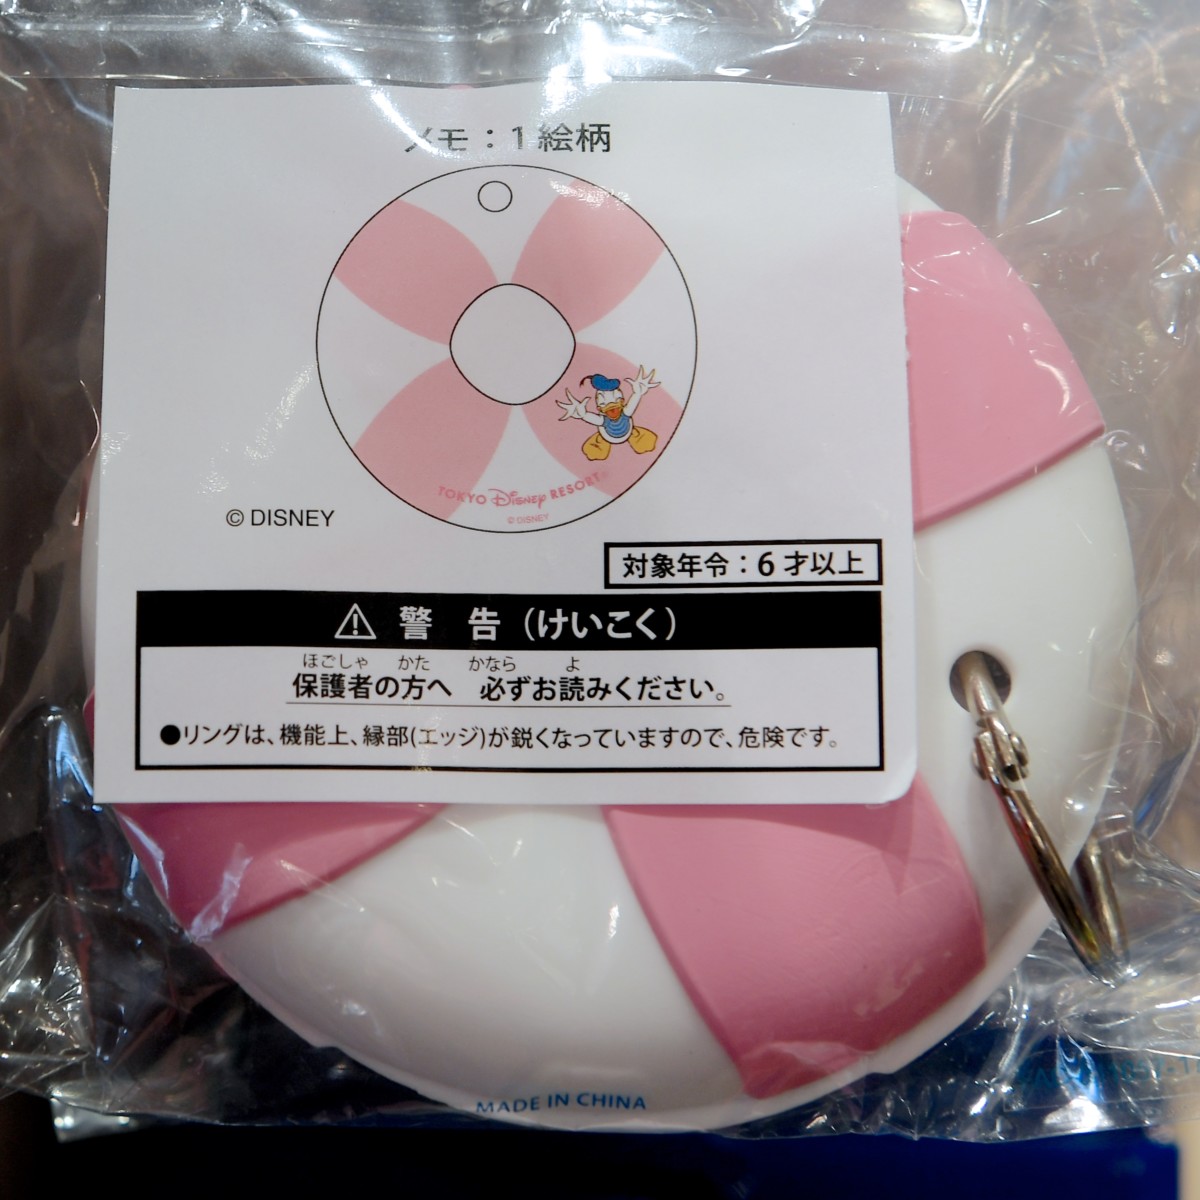 メモ：1 絵柄
TOKYO Disney RESORT®
© DISNEY
© DISNEY
対象年令：6 才以上
⚠ 警 告（けいこく）
ほごしゃ かた かなら よ
保護者の方へ 必ずお読みください。
●リングは、機能上、縁部(エッジ)が鋭くなっていますので、危険です。
MADE IN CHINA